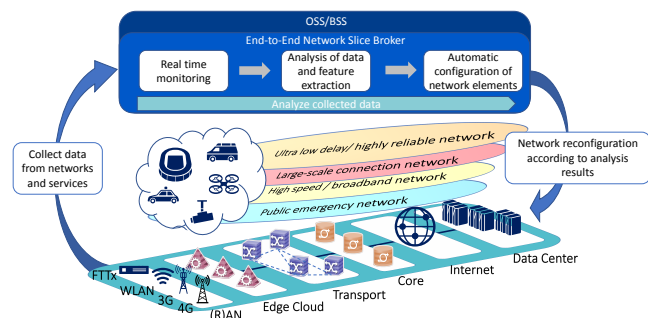 OSS/BSS
End-to-End Network Slice Broker
Real time
monitoring
Analysis of data
and feature
extraction
Automatic
configuration of
network elements
Analyze collected data
Collect data
from networks
and services
Ultra low delay/ highly reliable network
Large-scale connection network
High speed / broadband network
Public emergency network
Network reconfiguration
according to analysis
results
FTTx
WLAN
3G
4G
(R)AN
Edge Cloud
Transport
Core
Internet
Data Center